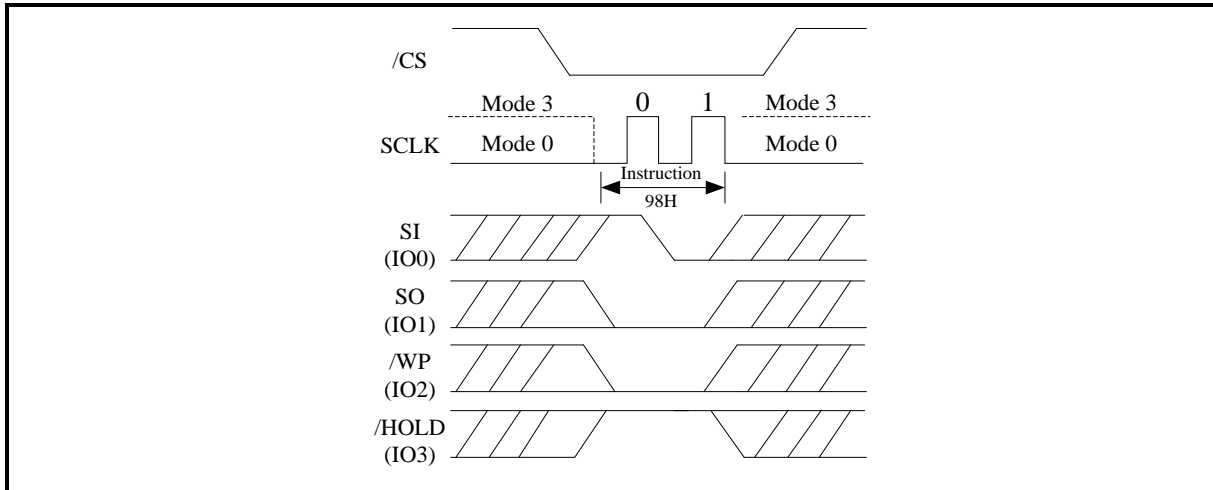 /CS
Mode 3 0 1 Mode 3
SCLK Mode 0 Mode 0
Instruction
98H
SI
(IO0)
SO
(IO1)
/WP
(IO2)
/HOLD
(IO3)